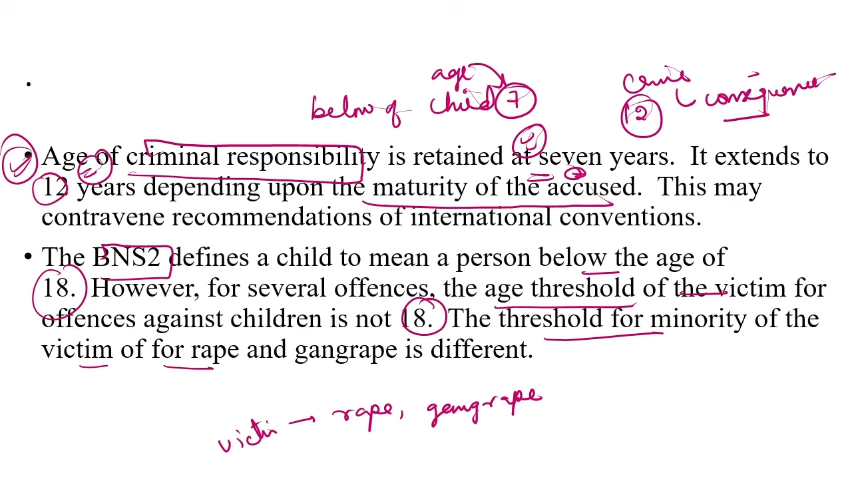 age
below of child 7
12 consequence
• Age of criminal responsibility is retained at seven years. It extends to
12 years depending upon the maturity of the accused. This may
contravene recommendations of international conventions.
• The BNS2 defines a child to mean a person below the age of
18. However, for several offences, the age threshold of the victim for
offences against children is not 18. The threshold for minority of the
victim of for rape and gangrape is different.
victi → rape, gangrape